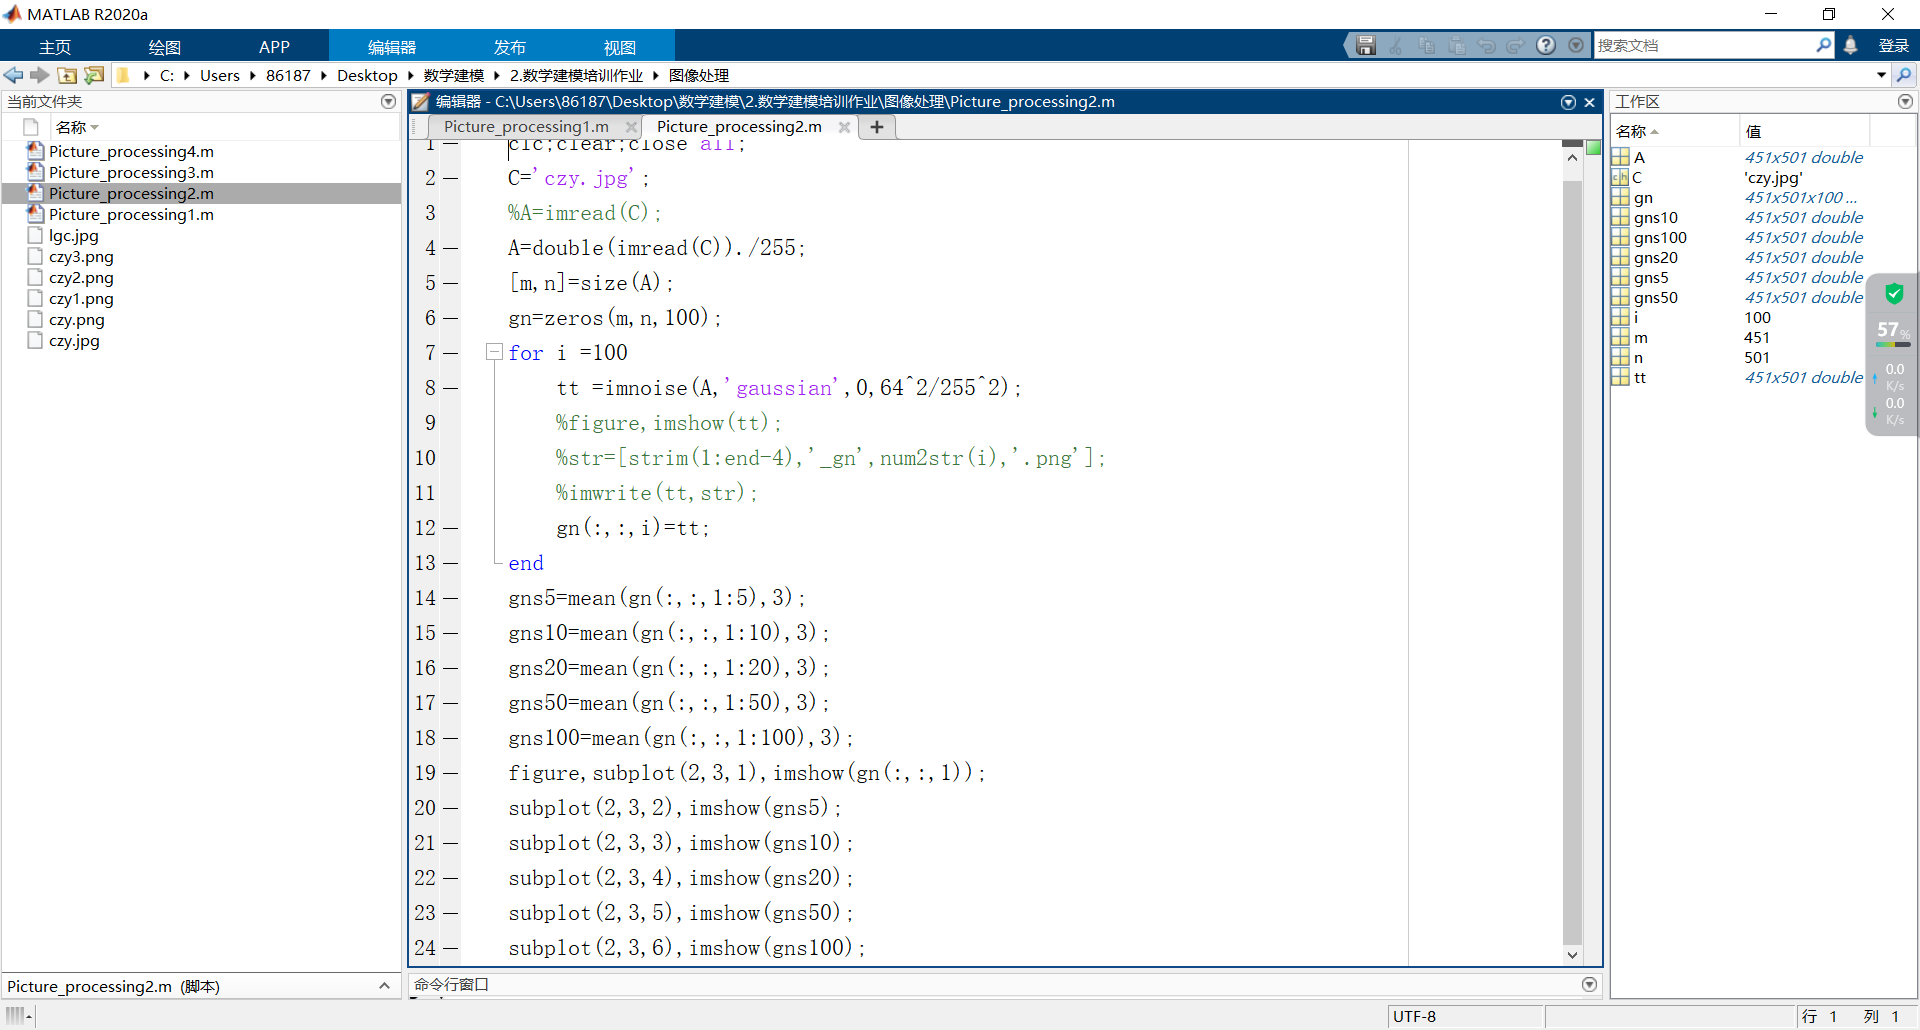 MATLAB R2020a
主页 绘图 APP 编辑器 发布 视图 搜索文档 登录
C: Users 86187 Desktop 数学建模 2.数学建模培训作业 图像处理
当前文件夹
名称
Picture_processing4.m
Picture_processing3.m
Picture_processing2.m
Picture_processing1.m
lgc.jpg
czy3.png
czy2.png
czy1.png
czy.png
czy.jpg
Picture_processing2.m (脚本)
编辑器 - C:\Users\86187\Desktop\数学建模\2.数学建模培训作业\图像处理\Picture_processing2.m
Picture_processing1.m Picture_processing2.m
1 clc;clear;close all;
2 C='czy.jpg';
3 %A=imread(C);
4 A=double(imread(C))./255;
5 [m,n]=size(A);
6 gn=zeros(m,n,100);
7 for i =100
8 tt =imnoise(A,'gaussian',0,64^2/255^2);
9 %figure,imshow(tt);
10 %str=[strim(1:end-4),'_gn',num2str(i),'.png'];
11 %imwrite(tt,str);
12 gn(:,:,i)=tt;
13 end
14 gns5=mean(gn(:,:,1:5),3);
15 gns10=mean(gn(:,:,1:10),3);
16 gns20=mean(gn(:,:,1:20),3);
17 gns50=mean(gn(:,:,1:50),3);
18 gns100=mean(gn(:,:,1:100),3);
19 figure,subplot(2,3,1),imshow(gn(:,:,1));
20 subplot(2,3,2),imshow(gns5);
21 subplot(2,3,3),imshow(gns10);
22 subplot(2,3,4),imshow(gns20);
23 subplot(2,3,5),imshow(gns50);
24 subplot(2,3,6),imshow(gns100);
命令行窗口
工作区
名称 值
A 451x501 double
C 'czy.jpg'
gn 451x501x100 ...
gns10 451x501 double
gns100 451x501 double
gns20 451x501 double
gns5 451x501 double
gns50 451x501 double
i 100
m 451
n 501
tt 451x501 double
57%
0.0
K/s
0.0
K/s
UTF-8 行 1 列 1